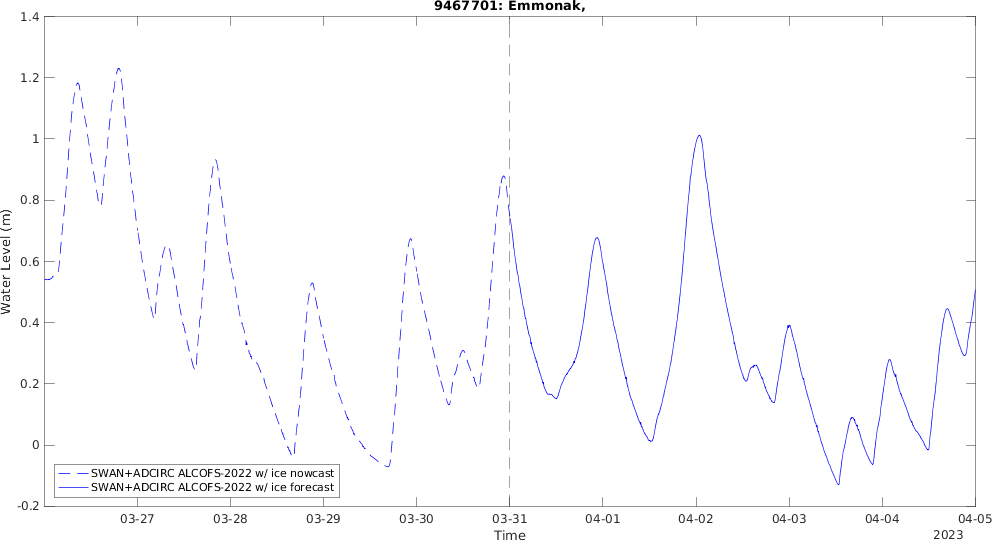 9467701: Emmonak,
1.4
1.2
1
0.8
0.6
0.4
0.2
0
-0.2
Water Level (m)
SWAN+ADCIRC ALCOFS-2022 w/ ice nowcast
SWAN+ADCIRC ALCOFS-2022 w/ ice forecast
03-27 03-28 03-29 03-30 03-31 04-01 04-02 04-03 04-04 04-05
Time
2023